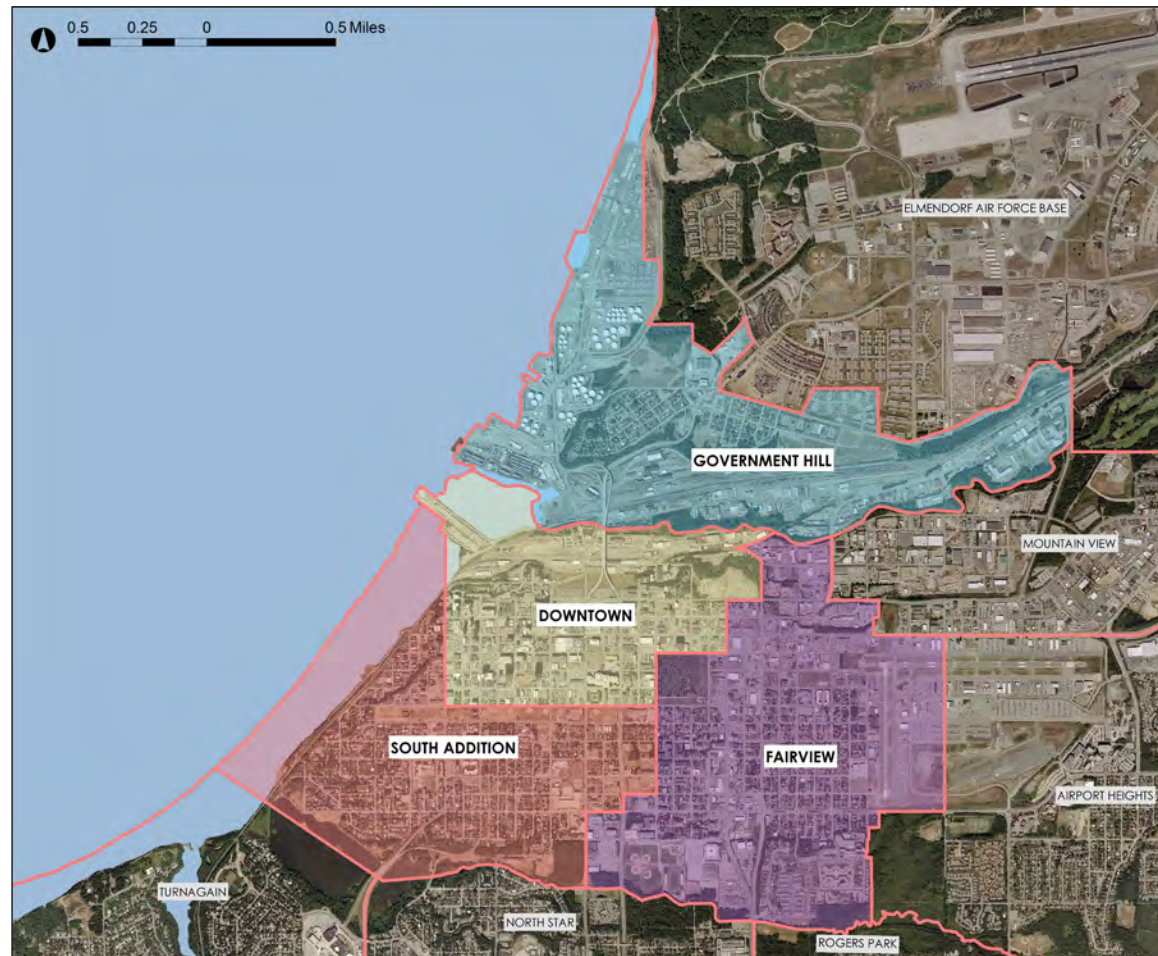 0.5 0.25 0 0.5 Miles
ELMENDORF AIR FORCE BASE
GOVERNMENT HILL
MOUNTAIN VIEW
DOWNTOWN
SOUTH ADDITION
FAIRVIEW
AIRPORT HEIGHTS
TURNAGAIN
NORTH STAR
ROGERS PARK